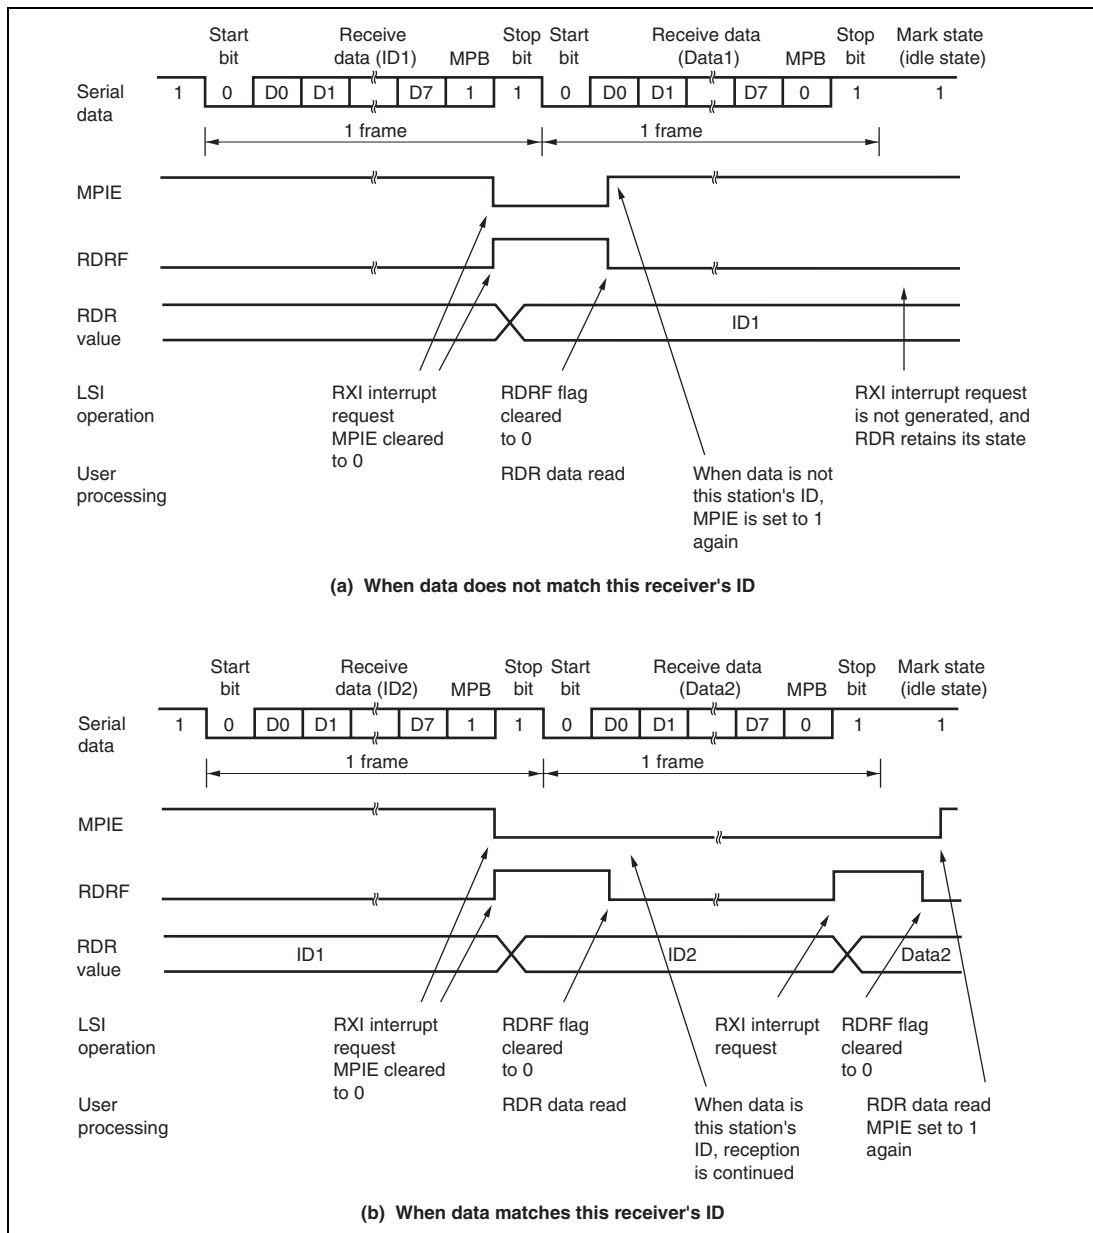 Start bit
Receive data (ID1)
MPB
Stop bit
Start bit
Receive data (Data1)
MPB
Stop bit
Mark state (idle state)
Serial data
1 0 D0 D1 D7 1 1 0 D0 D1 D7 0 1 1
1 frame
1 frame
MPIE
RDRF
RDR value
ID1
LSI operation
RXI interrupt request MPIE cleared to 0
RDRF flag cleared to 0
RXI interrupt request is not generated, and RDR retains its state
User processing
RDR data read
When data is not this station's ID, MPIE is set to 1 again
(a) When data does not match this receiver's ID
Start bit
Receive data (ID2)
MPB
Stop bit
Start bit
Receive data (Data2)
MPB
Stop bit
Mark state (idle state)
Serial data
1 0 D0 D1 D7 1 1 0 D0 D1 D7 0 1 1
1 frame
1 frame
MPIE
RDRF
RDR value
ID1
ID2
Data2
LSI operation
RXI interrupt request MPIE cleared to 0
RDRF flag cleared to 0
RXI interrupt request
RDRF flag cleared to 0
User processing
RDR data read
When data is this station's ID, reception is continued
RDR data read MPIE set to 1 again
(b) When data matches this receiver's ID